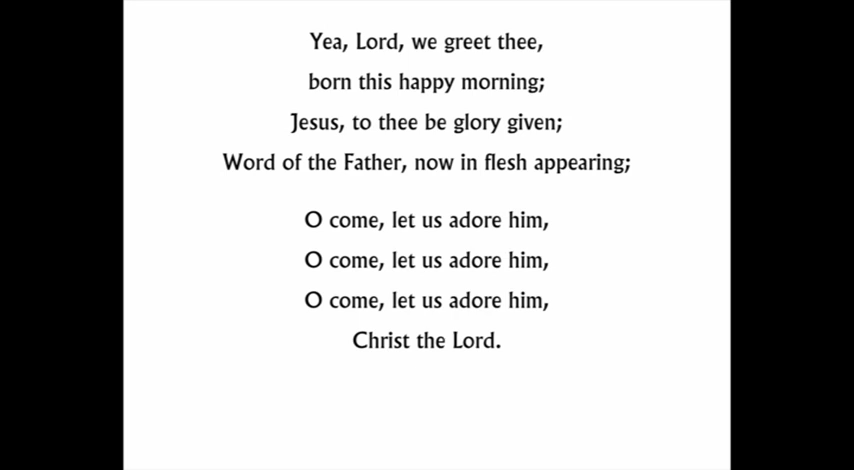 Yea, Lord, we greet thee,
born this happy morning;
Jesus, to thee be glory given;
Word of the Father, now in flesh appearing;
O come, let us adore him,
O come, let us adore him,
O come, let us adore him,
Christ the Lord.